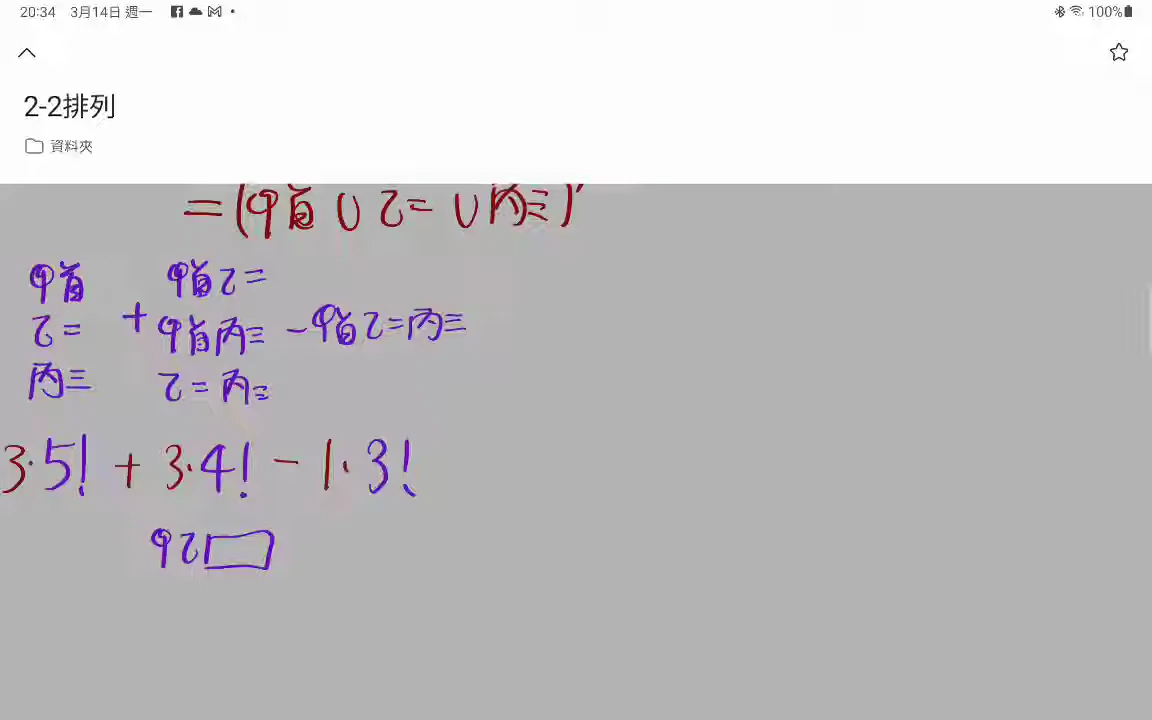 20:34 3月14日 週一 100%
2-2排列
資料夾
=(甲首∪乙二∪丙三)'
甲首 甲首乙二
乙二 + 甲首丙三 - 甲首乙二丙三
丙三 乙二丙三
3·5! + 3·4! - 1·3!
甲乙